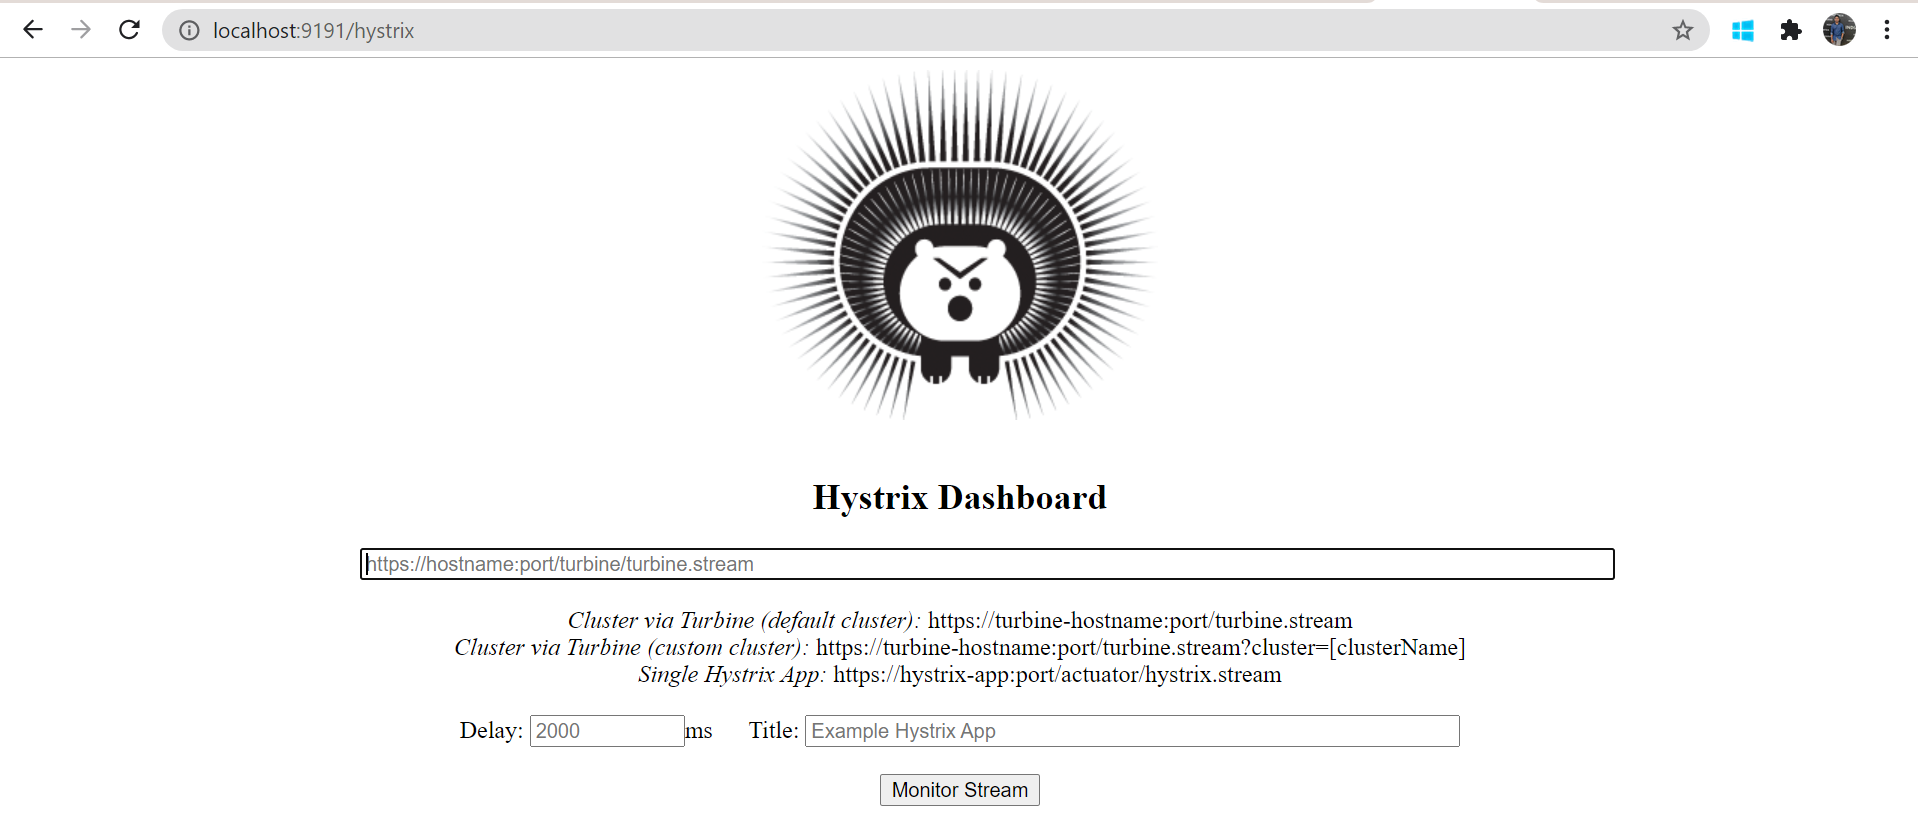 localhost:9191/hystrix
Hystrix Dashboard
https://hostname:port/turbine/turbine.stream
Cluster via Turbine (default cluster): https://turbine-hostname:port/turbine.stream
Cluster via Turbine (custom cluster): https://turbine-hostname:port/turbine.stream?cluster=[clusterName]
Single Hystrix App: https://hystrix-app:port/actuator/hystrix.stream
Delay: 2000 ms Title: Example Hystrix App
Monitor Stream